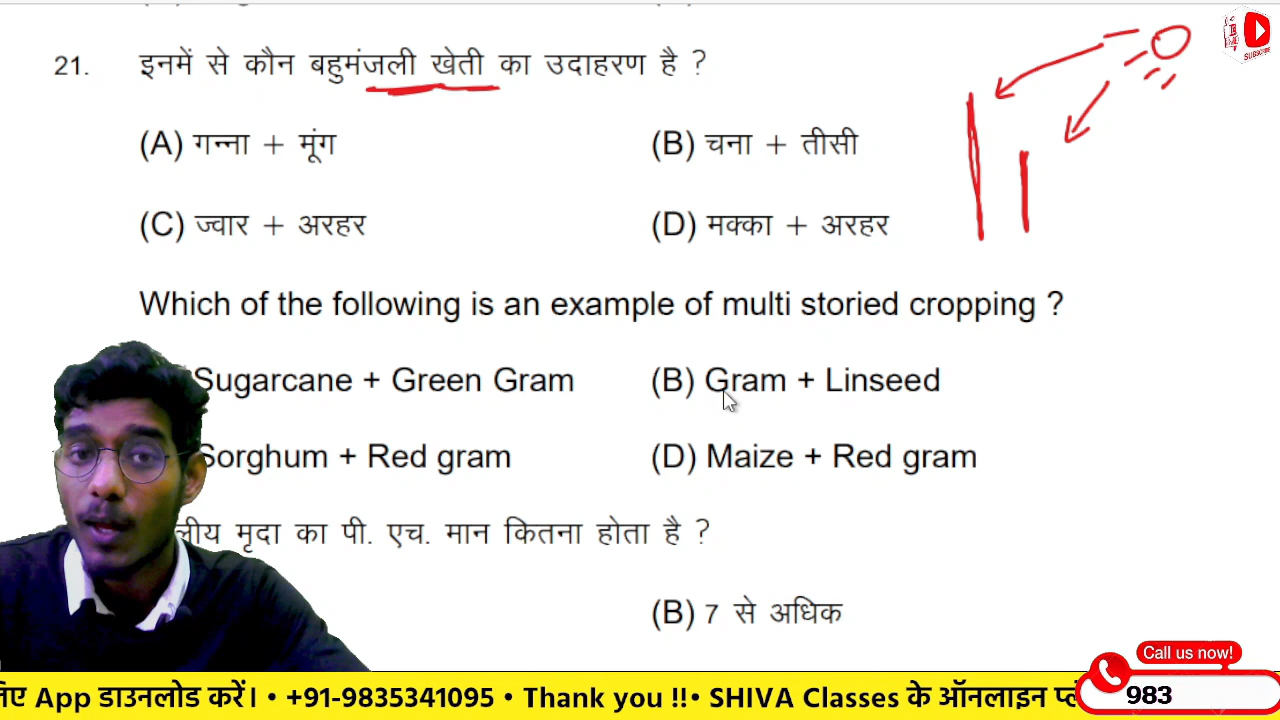 21. इनमें से कौन बहुमंजली खेती का उदाहरण है ?
(A) गन्ना + मूंग (B) चना + तीसी
(C) ज्वार + अरहर (D) मक्का + अरहर
Which of the following is an example of multi storied cropping ?
Sugarcane + Green Gram (B) Gram + Linseed
Sorghum + Red gram (D) Maize + Red gram
मृदा का पी. एच. मान कितना होता है ?
(B) 7 से अधिक
SUBSCRIBE
Call us now!
983
App डाउनलोड करें। • +91-9835341095 • Thank you !!• SHIVA Classes के ऑनलाइन